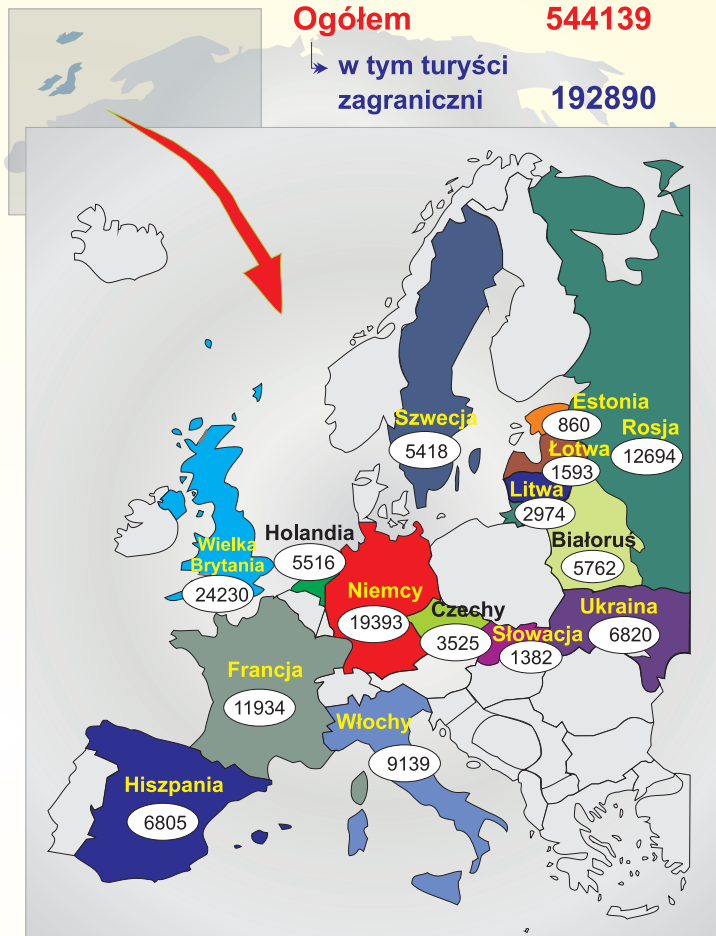 Ogółem 544139
w tym turyści
zagraniczni 192890
Estonia
860
Rosja
12694
Szwecja
5418
Łotwa
1593
Litwa
2974
Holandia
5516
Białoruś
5762
Wielka
Brytania
24230
Niemcy
19393
Czechy
3525
Słowacja
1382
Ukraina
6820
Francja
11934
Włochy
9139
Hiszpania
6805